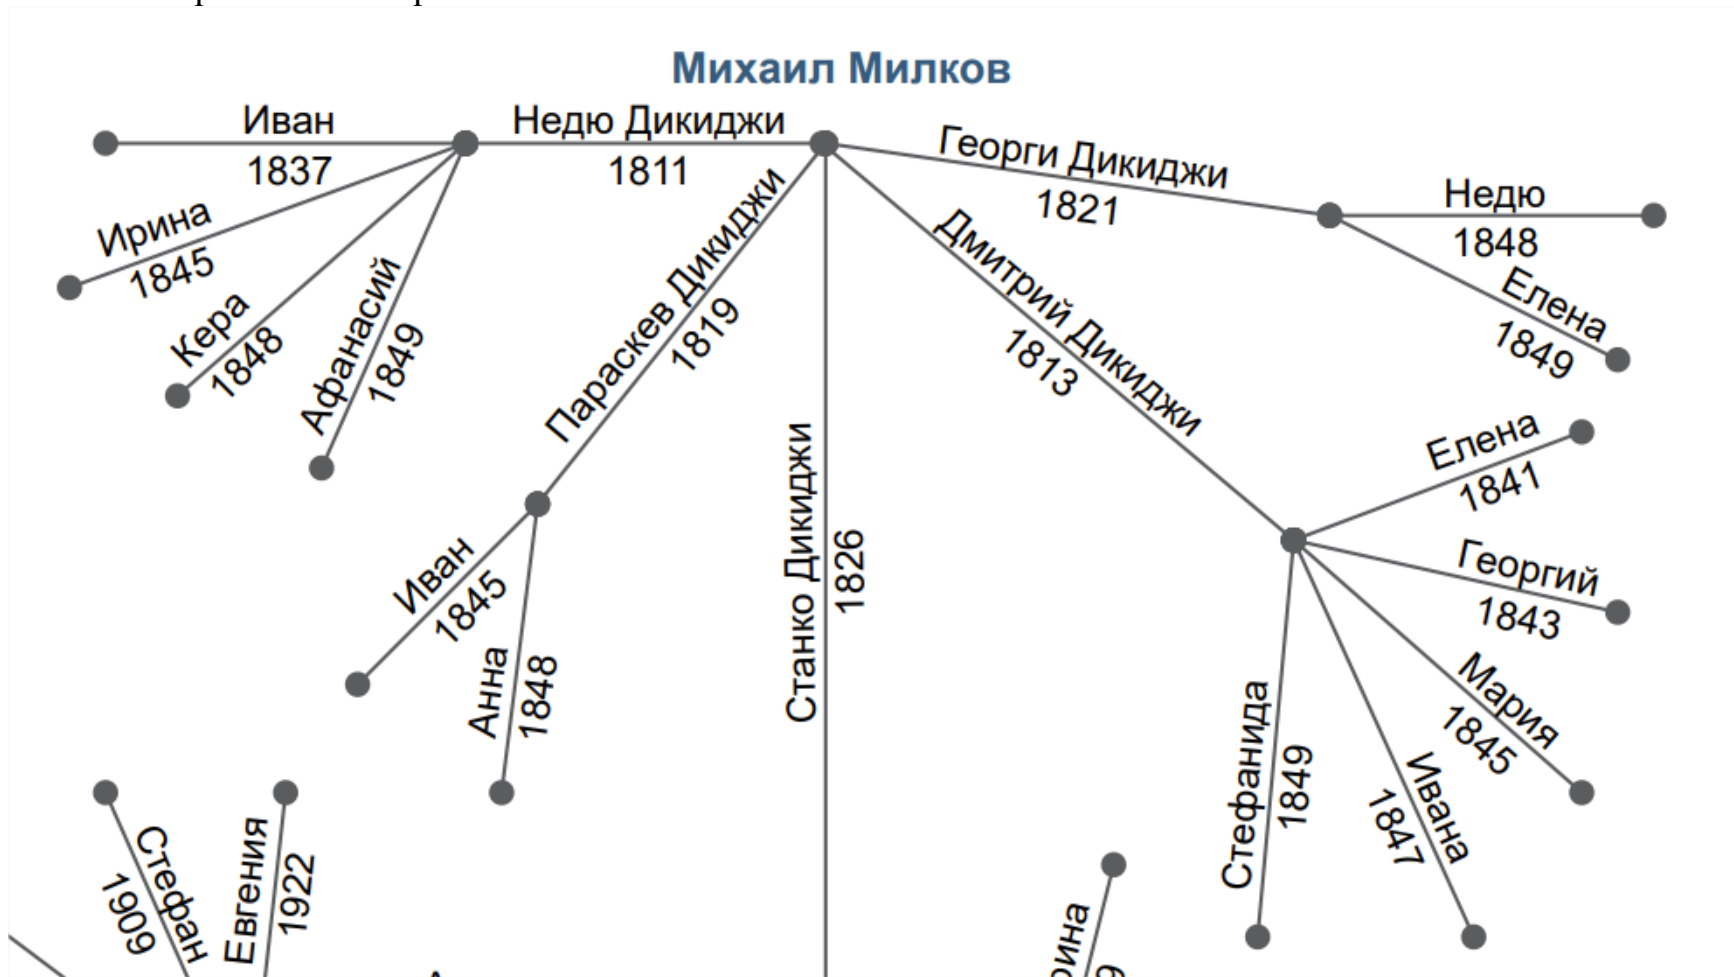 Михаил Милков
Иван
1837
Недю Дикиджи
1811
Георги Дикиджи
1821
Недю
1848
Елена
1849
Ирина
1845
Кера
1848
Афанасий
1849
Параскев Дикиджи
1819
Дмитрий Дикиджи
1813
Станко Дикиджи
1826
Иван
1845
Анна
1848
Елена
1841
Георгий
1843
Мария
1845
Ивана
1847
Стефанида
1849
Стефан
1909
Евгения
1922